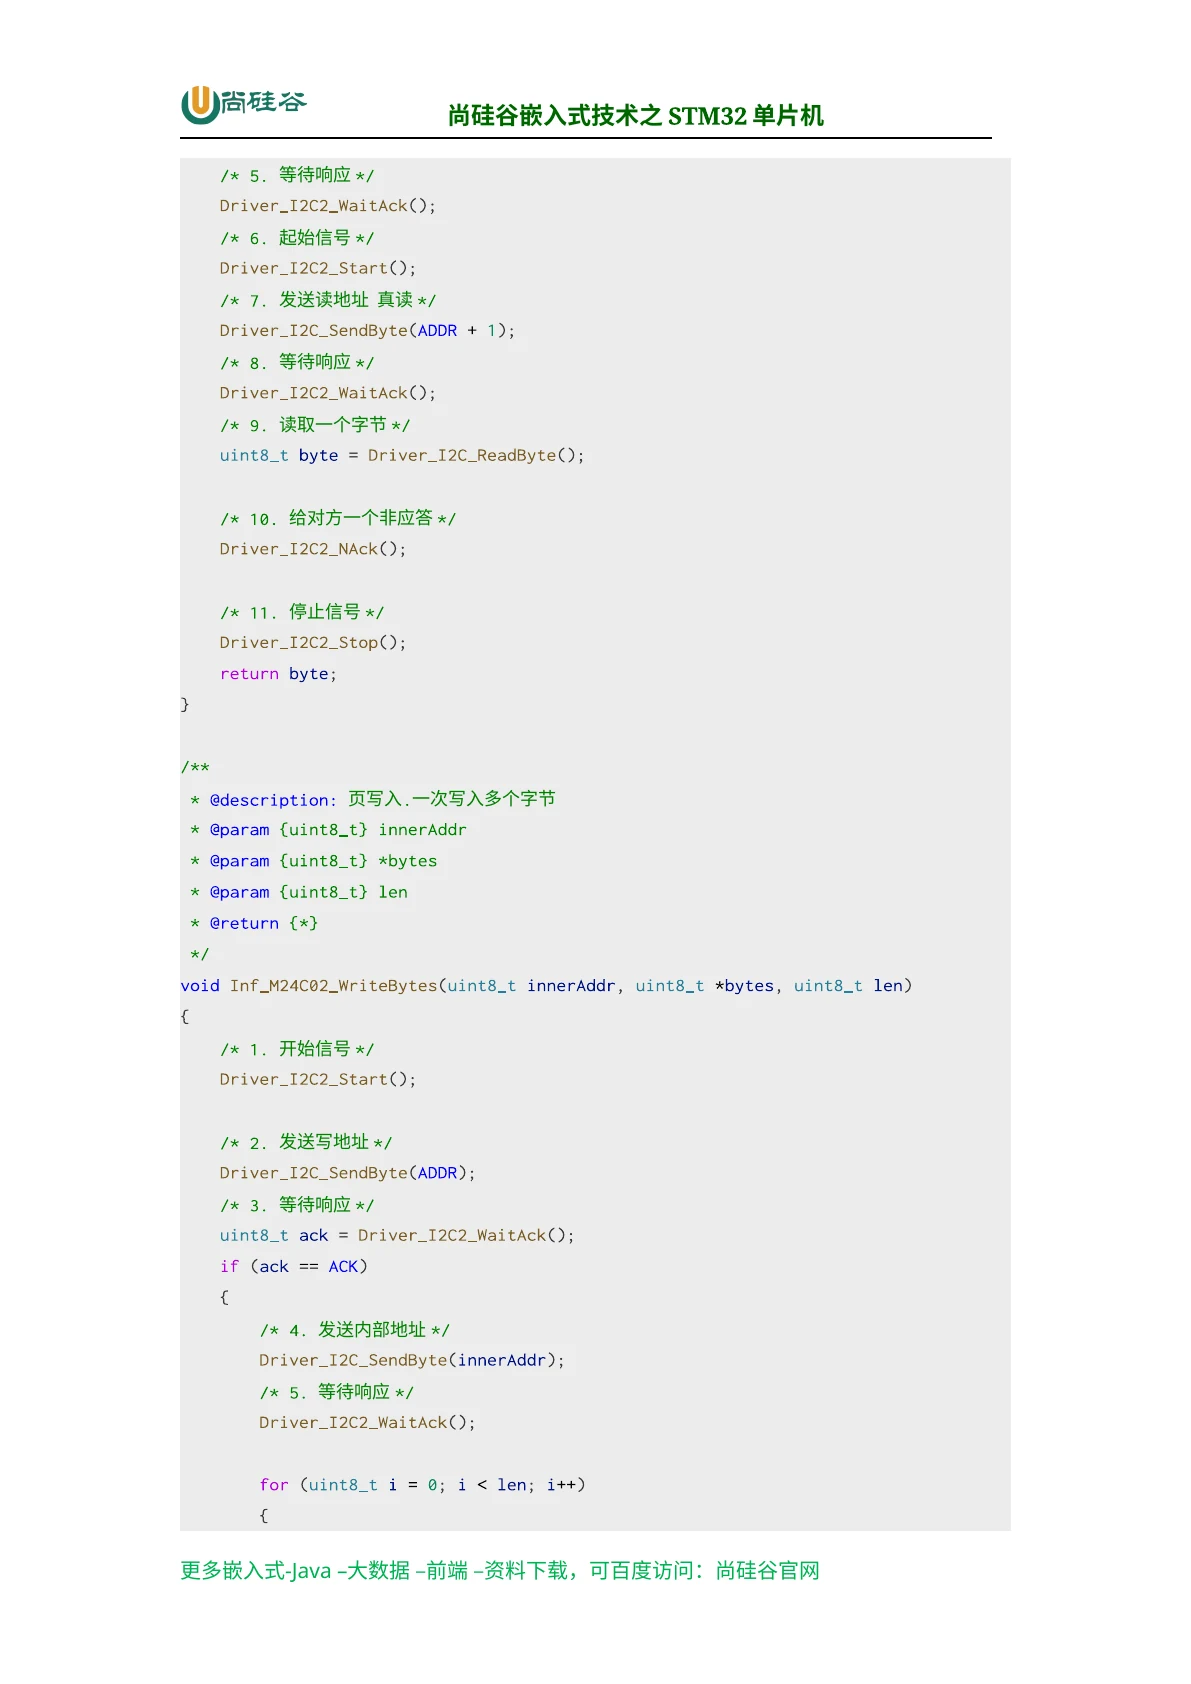 尚硅谷
尚硅谷嵌入式技术之 STM32 单片机
/* 5. 等待响应 */
Driver_I2C2_WaitAck();
/* 6. 起始信号 */
Driver_I2C2_Start();
/* 7. 发送读地址 真读 */
Driver_I2C_SendByte(ADDR + 1);
/* 8. 等待响应 */
Driver_I2C2_WaitAck();
/* 9. 读取一个字节 */
uint8_t byte = Driver_I2C_ReadByte();
/* 10. 给对方一个非应答 */
Driver_I2C2_NAck();
/* 11. 停止信号 */
Driver_I2C2_Stop();
return byte;
}
/**
 * @description: 页写入.一次写入多个字节
 * @param {uint8_t} innerAddr
 * @param {uint8_t} *bytes
 * @param {uint8_t} len
 * @return {*}
 */
void Inf_M24C02_WriteBytes(uint8_t innerAddr, uint8_t *bytes, uint8_t len)
{
/* 1. 开始信号 */
Driver_I2C2_Start();
/* 2. 发送写地址 */
Driver_I2C_SendByte(ADDR);
/* 3. 等待响应 */
uint8_t ack = Driver_I2C2_WaitAck();
if (ack == ACK)
{
/* 4. 发送内部地址 */
Driver_I2C_SendByte(innerAddr);
/* 5. 等待响应 */
Driver_I2C2_WaitAck();
for (uint8_t i = 0; i < len; i++)
{
更多嵌入式-Java –大数据 –前端 –资料下载，可百度访问：尚硅谷官网